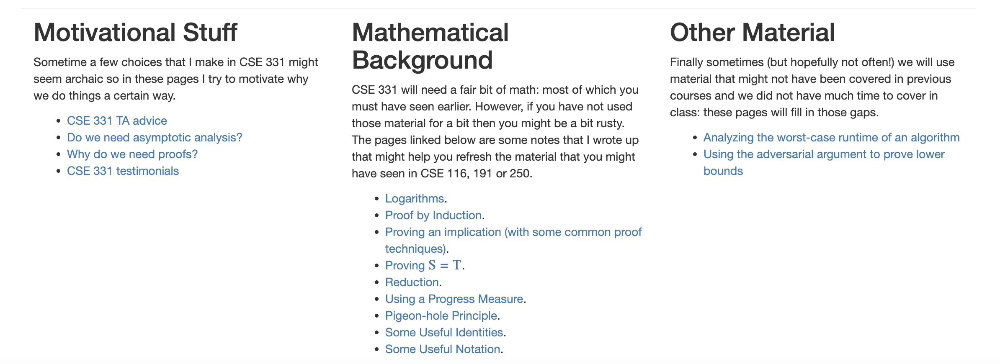 Motivational Stuff
Sometime a few choices that I make in CSE 331 might
seem archaic so in these pages I try to motivate why
we do things a certain way.
• CSE 331 TA advice
• Do we need asymptotic analysis?
• Why do we need proofs?
• CSE 331 testimonials
Mathematical
Background
CSE 331 will need a fair bit of math: most of which you
must have seen earlier. However, if you have not used
those material for a bit then you might be a bit rusty.
The pages linked below are some notes that I wrote up
that might help you refresh the material that you might
have seen in CSE 116, 191 or 250.
• Logarithms.
• Proof by Induction.
• Proving an implication (with some common proof
techniques).
• Proving S = T.
• Reduction.
• Using a Progress Measure.
• Pigeon-hole Principle.
• Some Useful Identities.
• Some Useful Notation.
Other Material
Finally sometimes (but hopefully not often!) we will use
material that might not have been covered in previous
courses and we did not have much time to cover in
class: these pages will fill in those gaps.
• Analyzing the worst-case runtime of an algorithm
• Using the adversarial argument to prove lower
bounds